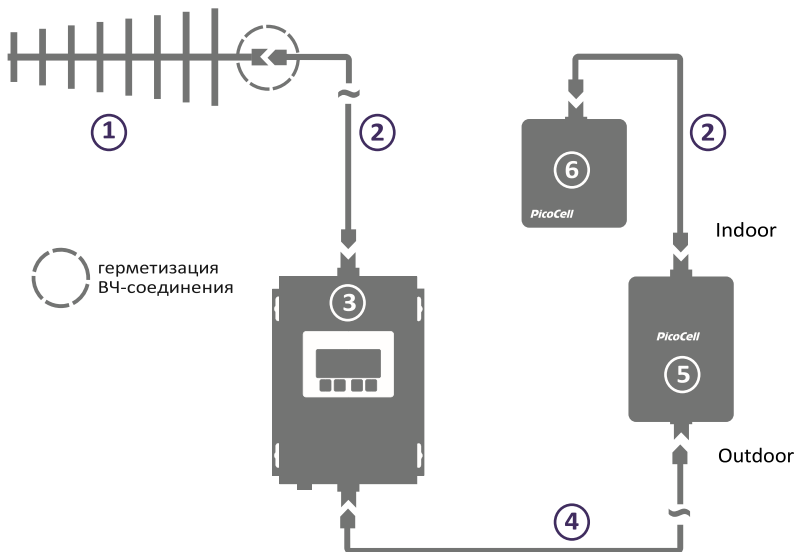 1
2
2
6
PicoCell
Indoor
герметизация
ВЧ-соединения
3
PicoCell
5
Outdoor
4